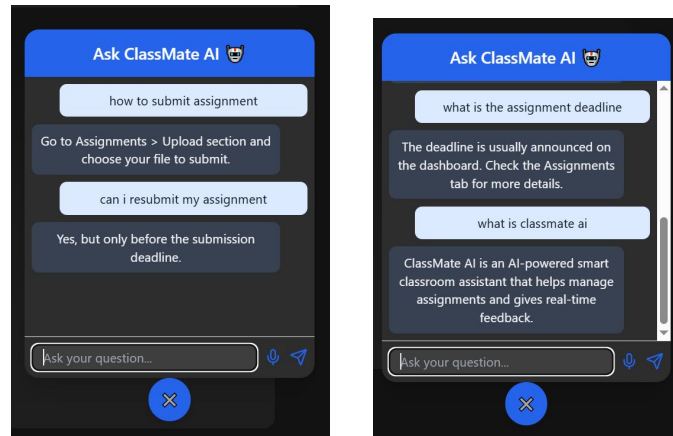 Ask ClassMate AI
how to submit assignment
Go to Assignments > Upload section and
choose your file to submit.
can i resubmit my assignment
Yes, but only before the submission
deadline.
Ask your question...
Ask ClassMate AI
what is the assignment deadline
The deadline is usually announced on
the dashboard. Check the Assignments
tab for more details.
what is classmate ai
ClassMate AI is an AI-powered smart
classroom assistant that helps manage
assignments and gives real-time
feedback.
Ask your question...